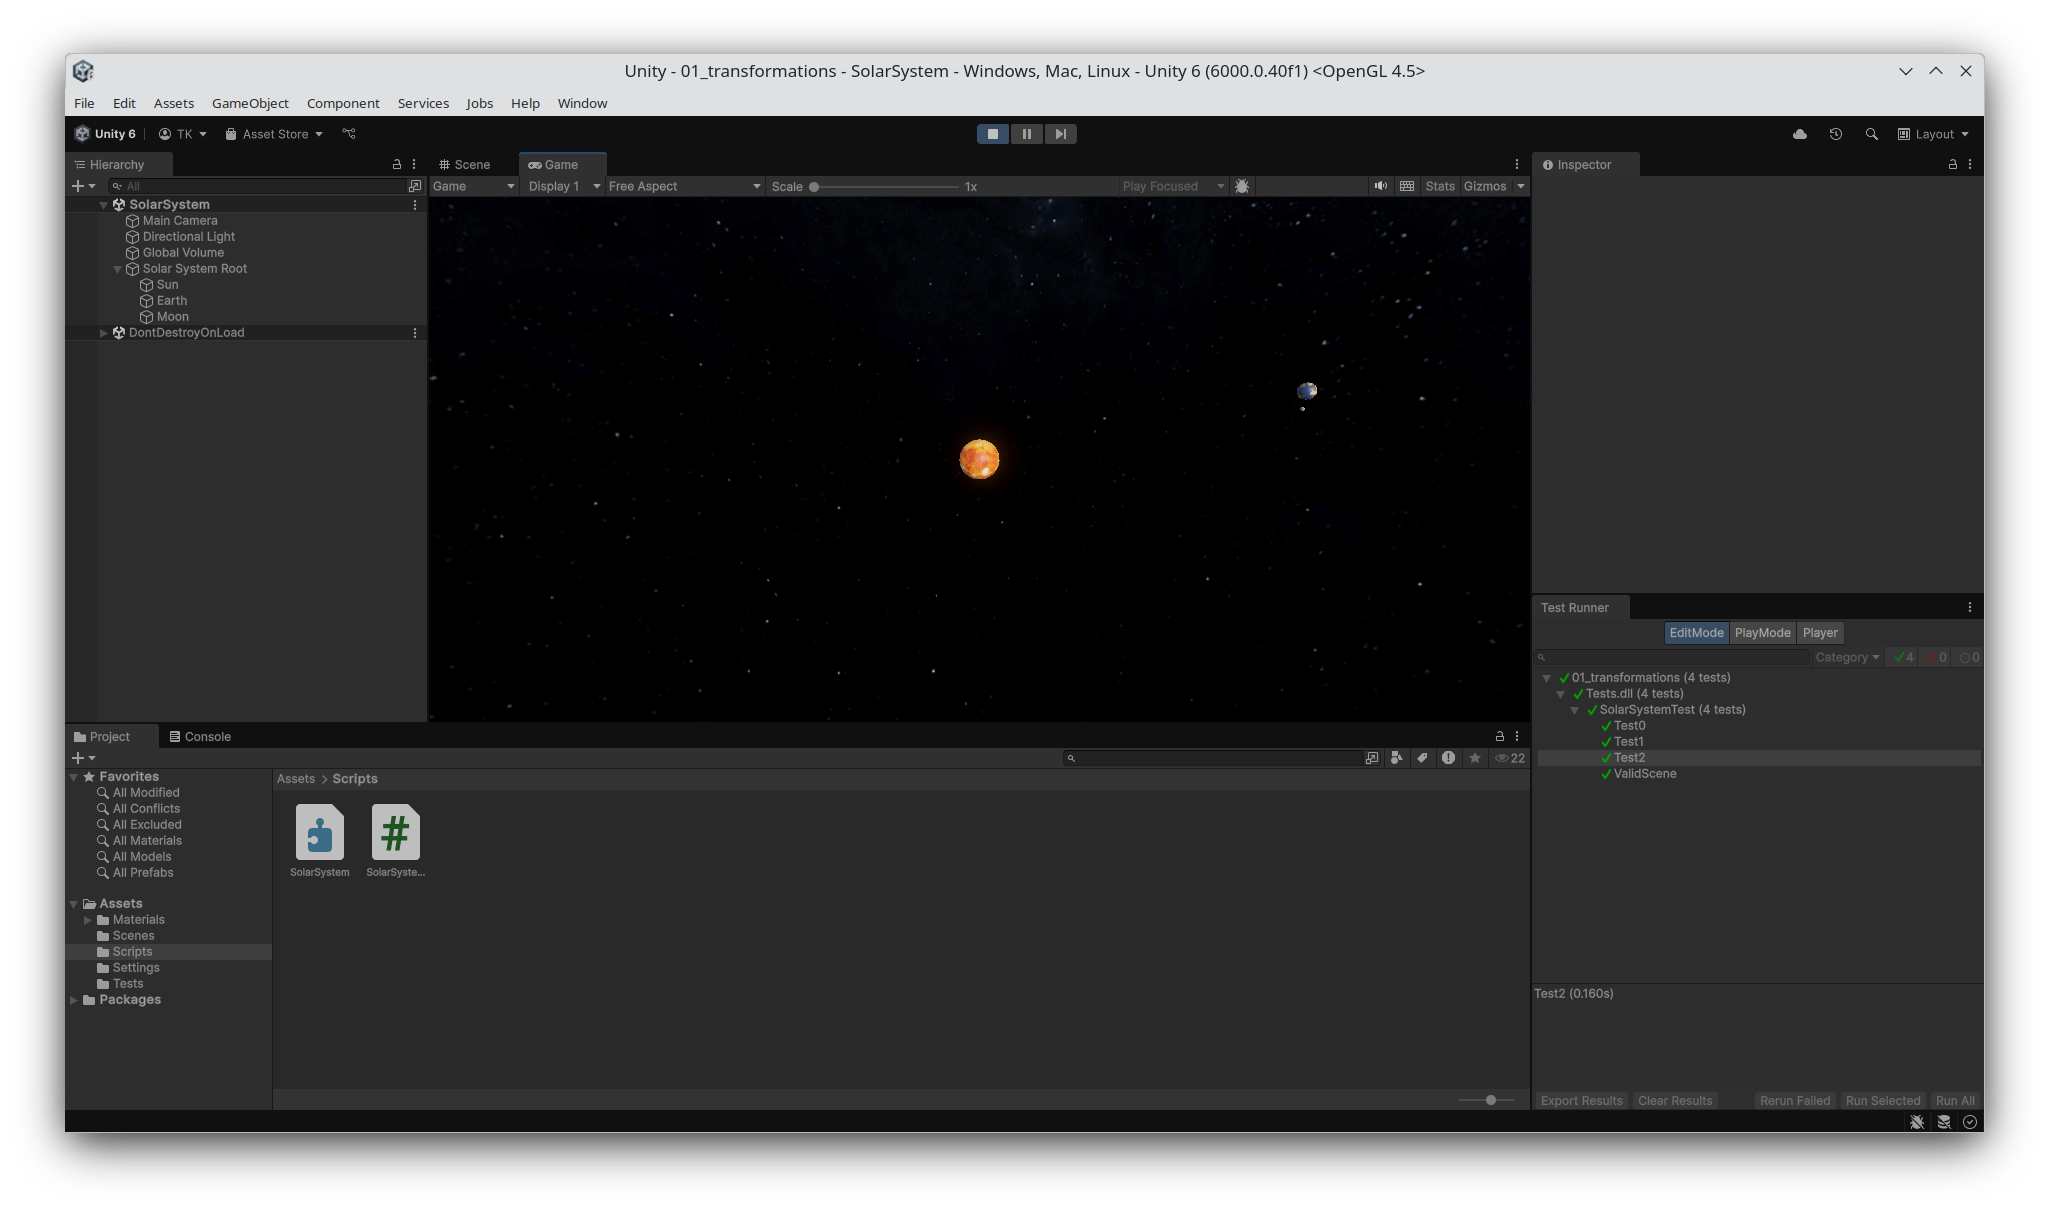 Unity - 01_transformations - SolarSystem - Windows, Mac, Linux - Unity 6 (6000.0.40f1) <OpenGL 4.5>
File Edit Assets GameObject Component Services Jobs Help Window
Unity 6 TK Asset Store Layout
Hierarchy
All
SolarSystem
Main Camera
Directional Light
Global Volume
Solar System Root
Sun
Earth
Moon
DontDestroyOnLoad
Scene Game
Game Display 1 Free Aspect Scale 1x Play Focused Stats Gizmos
Inspector
Test Runner
EditMode PlayMode Player
Category 4 0 0
01_transformations (4 tests)
Tests.dll (4 tests)
SolarSystemTest (4 tests)
Test0
Test1
Test2
ValidScene
Test2 (0.160s)
Export Results Clear Results Rerun Failed Run Selected Run All
Project Console
22
Favorites
All Modified
All Conflicts
All Excluded
All Materials
All Models
All Prefabs
Assets
Materials
Scenes
Scripts
Settings
Tests
Packages
Assets > Scripts
SolarSystem SolarSyste...